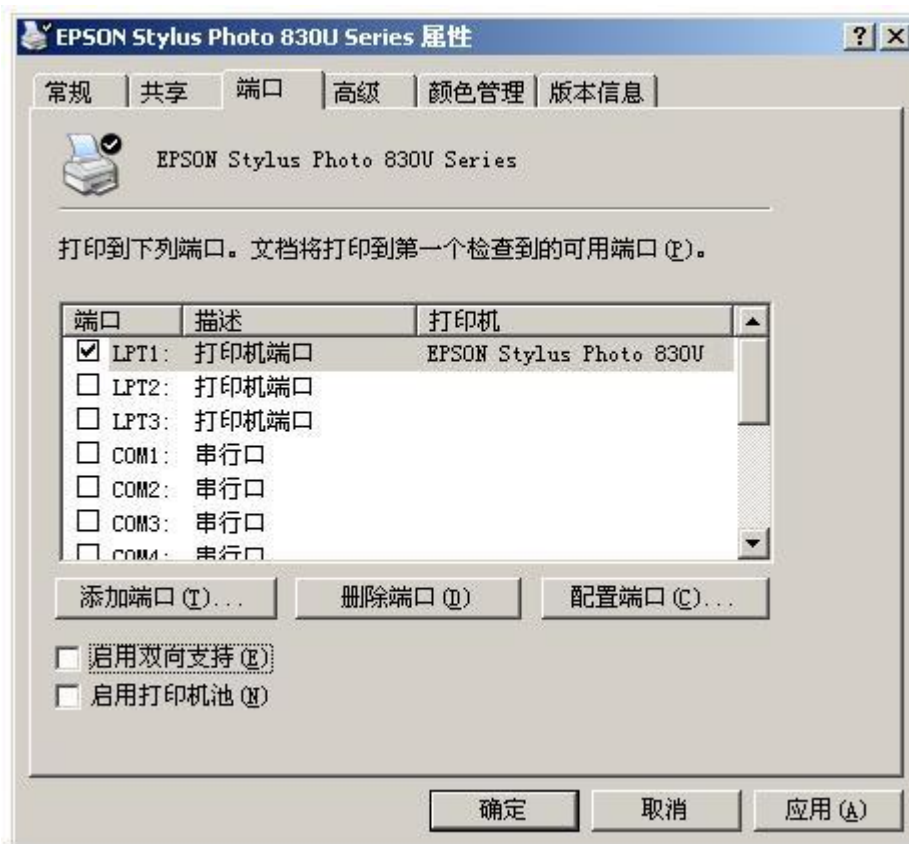 EPSON Stylus Photo 830U Series 属性
常规 共享 端口 高级 颜色管理 版本信息
EPSON Stylus Photo 830U Series
打印到下列端口。文档将打印到第一个检查到的可用端口(P)。
端口 描述 打印机
LPT1: 打印机端口 EPSON Stylus Photo 830U
LPT2: 打印机端口
LPT3: 打印机端口
COM1: 串行口
COM2: 串行口
COM3: 串行口
COM4: 串行口
添加端口(T)... 删除端口(D) 配置端口(C)...
启用双向支持(E)
启用打印机池(N)
确定 取消 应用(A)